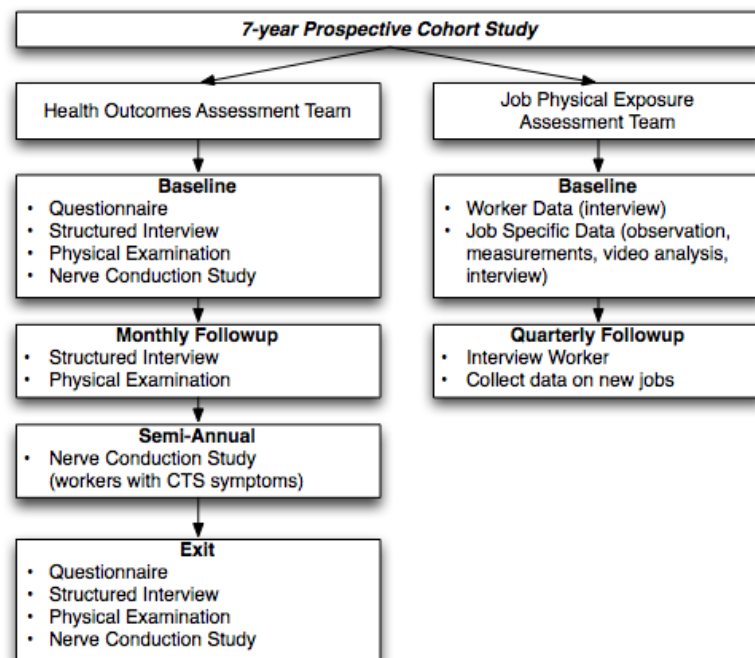 7-year Prospective Cohort Study
Health Outcomes Assessment Team
Job Physical Exposure
Assessment Team
Baseline
• Questionnaire
• Structured Interview
• Physical Examination
• Nerve Conduction Study
Baseline
• Worker Data (interview)
• Job Specific Data (observation,
measurements, video analysis,
interview)
Monthly Followup
• Structured Interview
• Physical Examination
Quarterly Followup
• Interview Worker
• Collect data on new jobs
Semi-Annual
• Nerve Conduction Study
(workers with CTS symptoms)
Exit
• Questionnaire
• Structured Interview
• Physical Examination
• Nerve Conduction Study